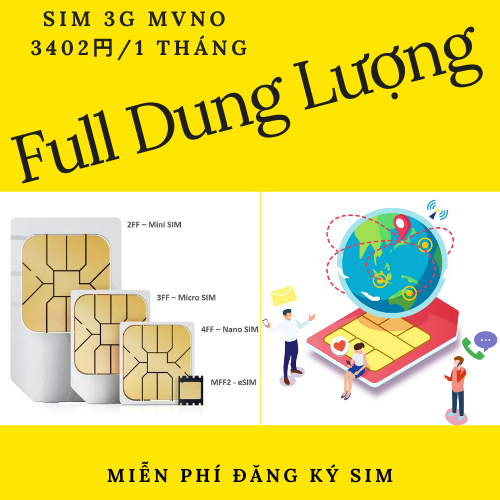 SIM 3G MVNO
3402円/1 THÁNG
Full Dung Lượng
2FF – Mini SIM
3FF – Micro SIM
4FF – Nano SIM
MFF2 - eSIM
MIỄN PHÍ ĐĂNG KÝ SIM